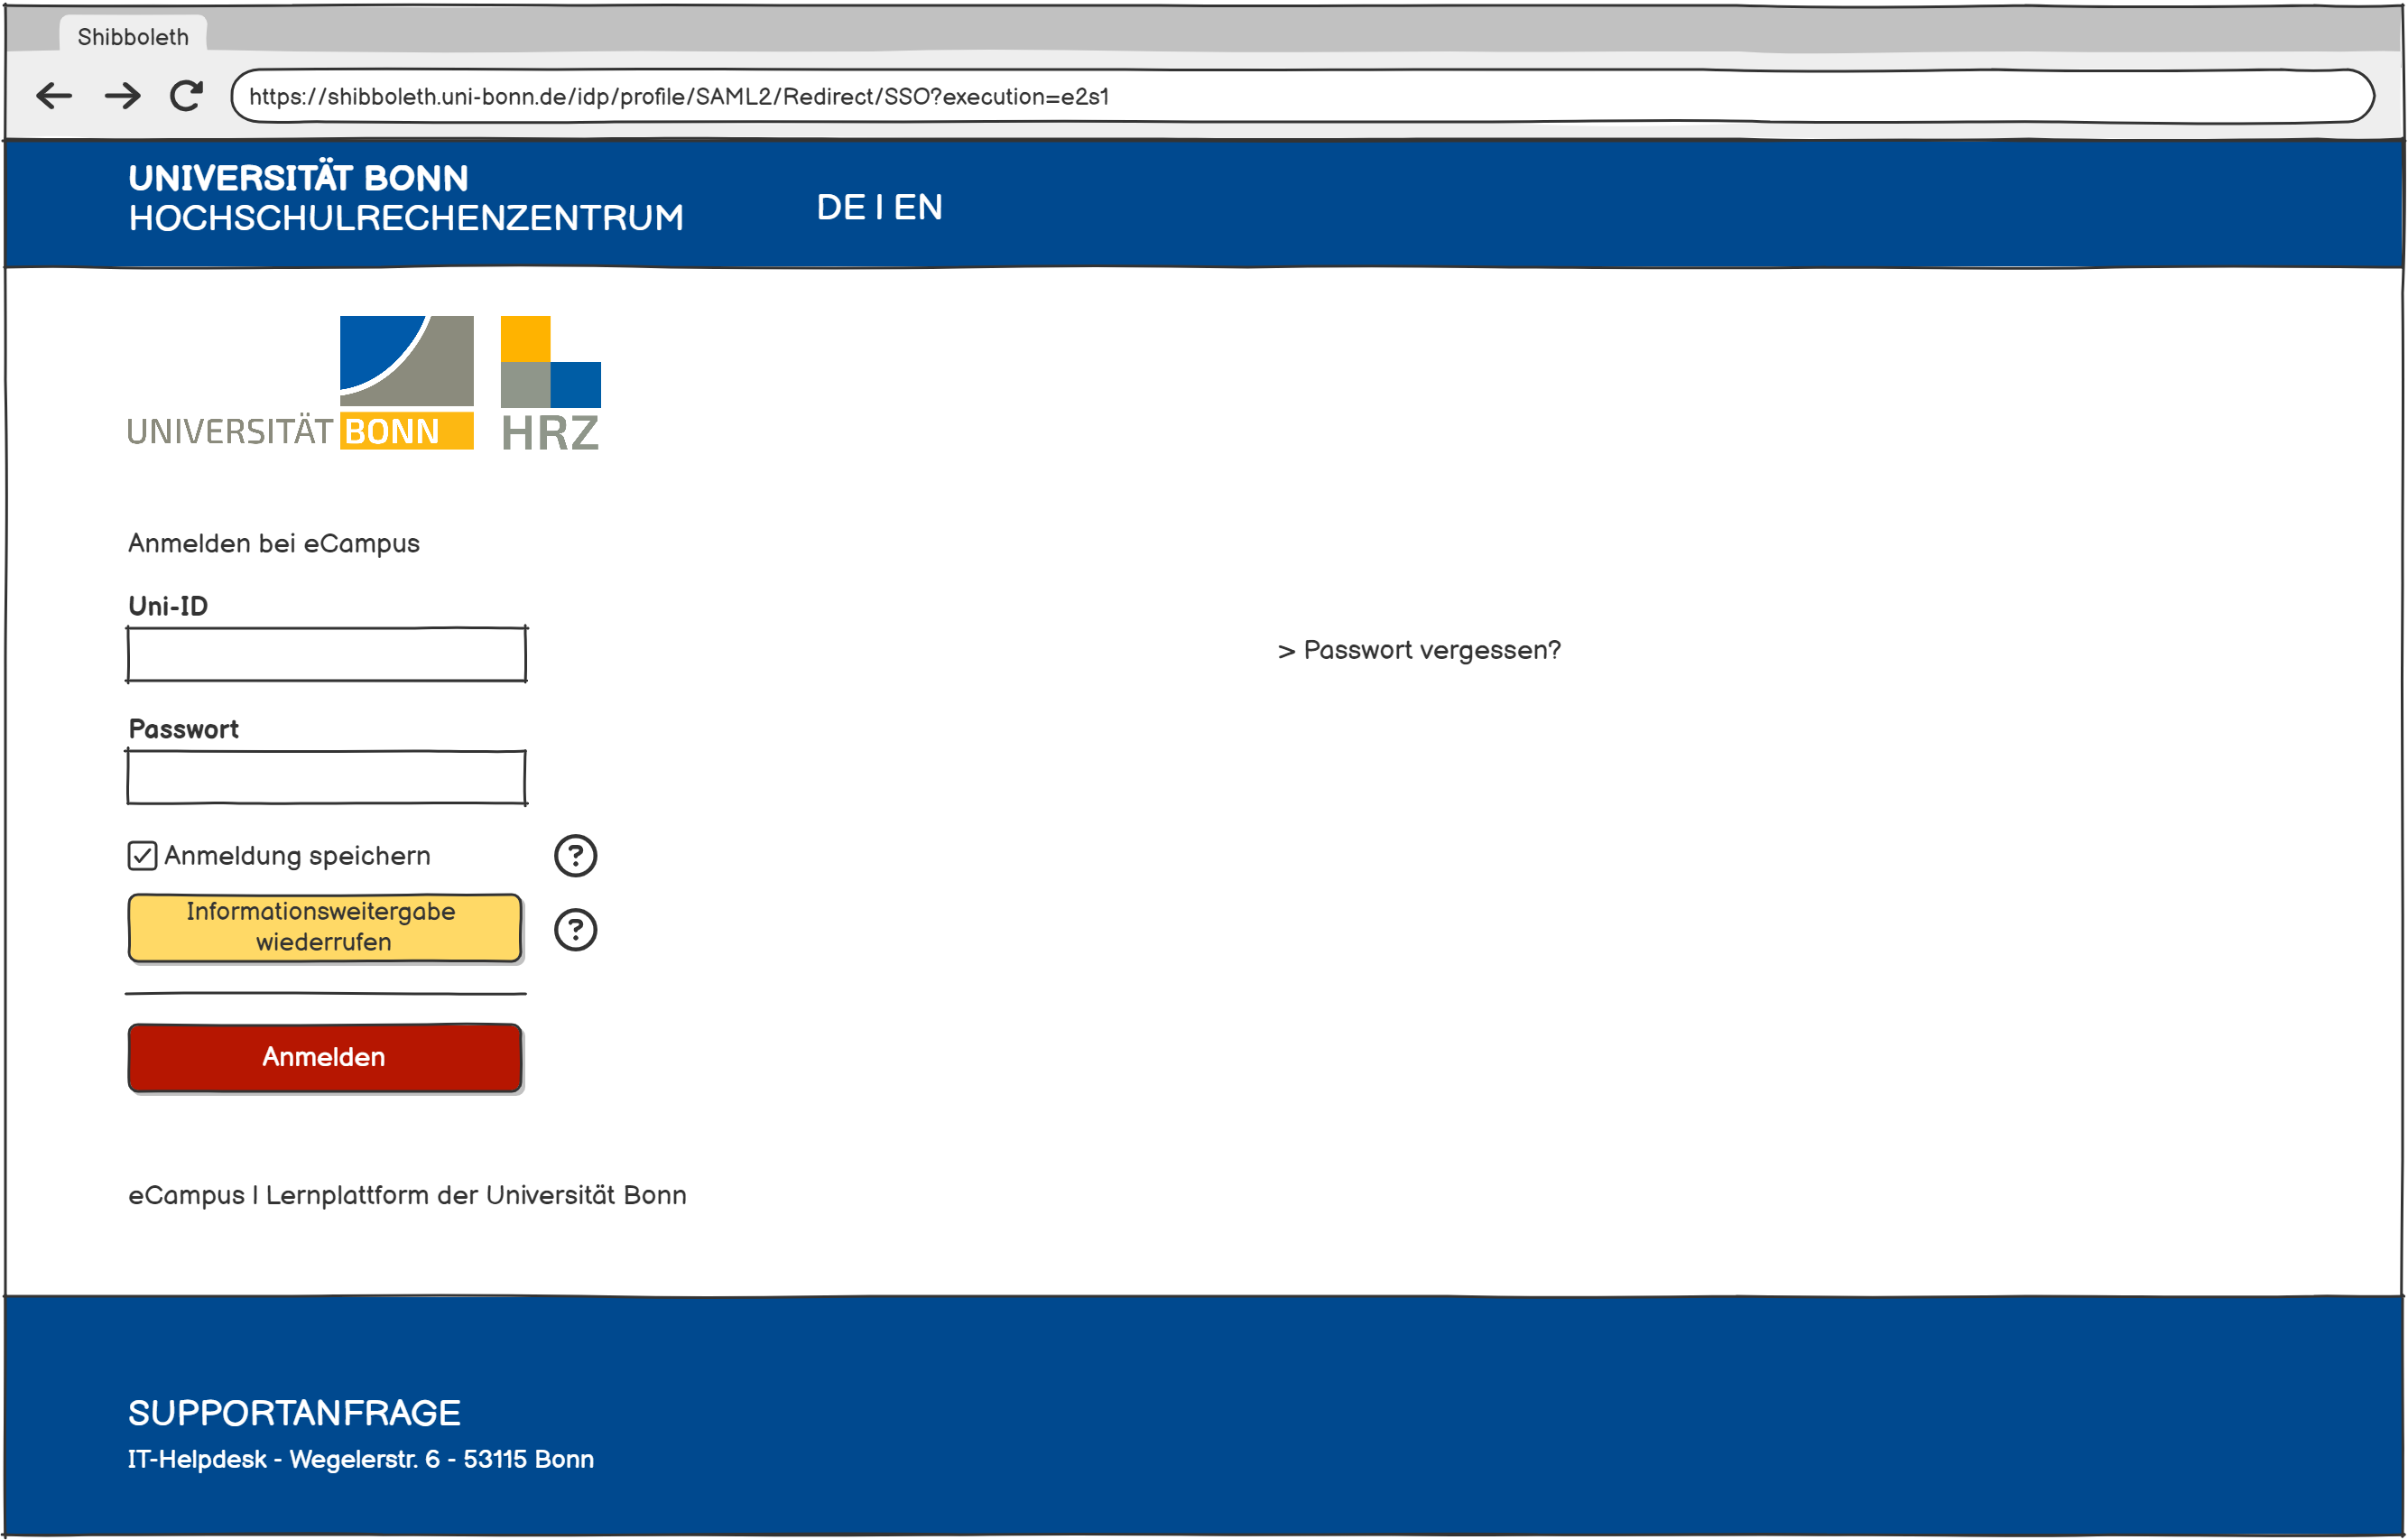 Shibboleth
https://shibboleth.uni-bonn.de/idp/profile/SAML2/Redirect/SSO?execution=e2s1
UNIVERSITÄT BONN
HOCHSCHULRECHENZENTRUM
DE | EN
UNIVERSITÄT BONN
HRZ
Anmelden bei eCampus
Uni-ID
> Passwort vergessen?
Passwort
Anmeldung speichern
?
Informationsweitergabe
wiederrufen
?
Anmelden
eCampus | Lernplattform der Universität Bonn
SUPPORTANFRAGE
IT-Helpdesk - Wegelerstr. 6 - 53115 Bonn